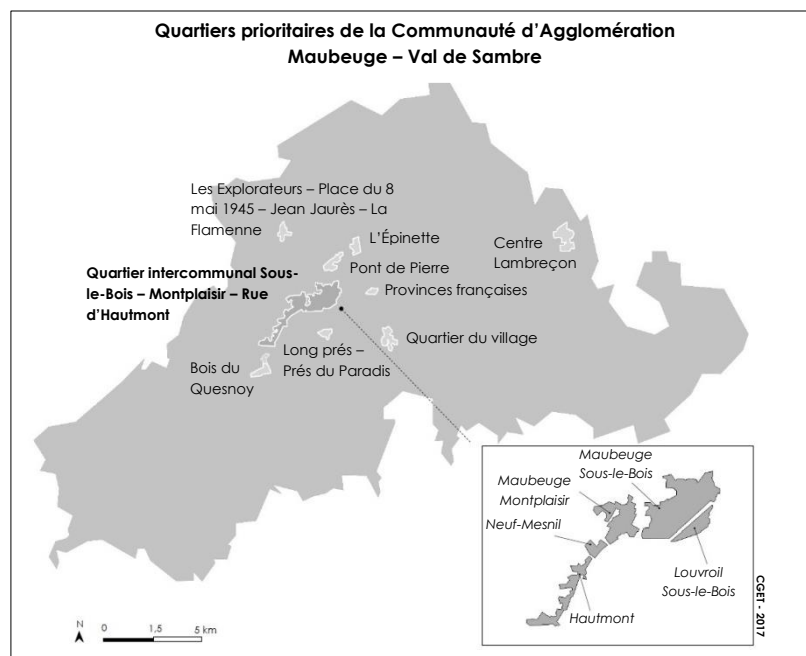 Quartiers prioritaires de la Communauté d'Agglomération
Maubeuge – Val de Sambre
Les Explorateurs – Place du 8
mai 1945 – Jean Jaurès – La
Flamenne
L'Épinette
Centre
Lambreçon
Pont de Pierre
Quartier intercommunal Sous-
le-Bois – Montplaisir – Rue
d'Hautmont
Provinces françaises
Quartier du village
Long prés –
Prés du Paradis
Bois du
Quesnoy
Maubeuge
Sous-le-Bois
Maubeuge
Montplaisir
Neuf-Mesnil
Louvroil
Sous-le-Bois
Hautmont
CGET - 2017
N
0 1,5 5 km